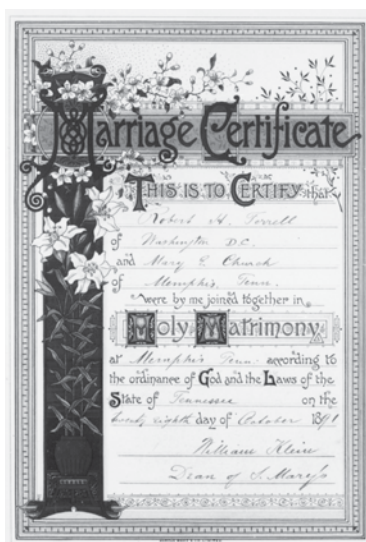 Marriage Certificate
THIS IS TO CERTIFY that
Robert H. Terrell
of Washington D.C.
and Mary E. Church
of Memphis, Tenn.
were by me joined together in
Holy Matrimony
at Memphis Tenn. according to
the ordinance of God and the Laws of the
State of Tennessee on the
twenty eighth day of October 1891
William Klein
Dean of S. Mary's